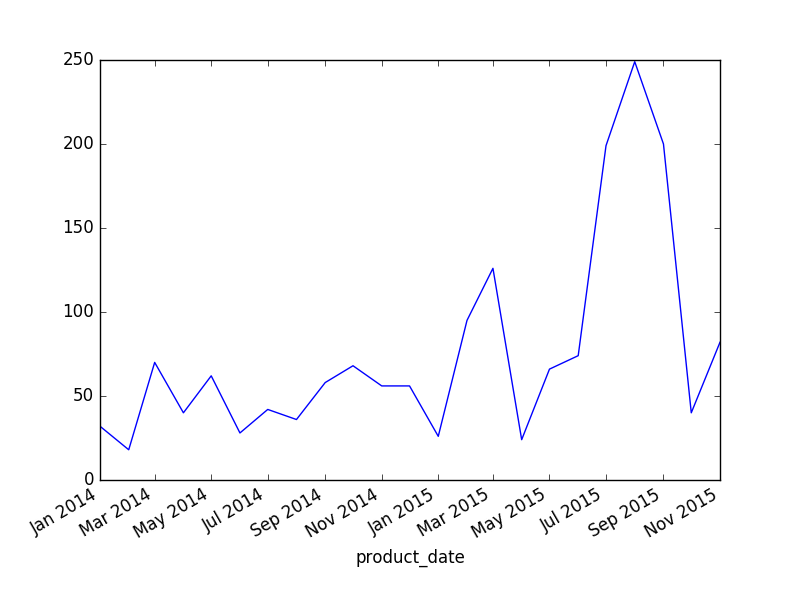 250
200
150
100
50
0
Jan 2014
Mar 2014
May 2014
Jul 2014
Sep 2014
Nov 2014
Jan 2015
Mar 2015
May 2015
Jul 2015
Sep 2015
Nov 2015
product_date